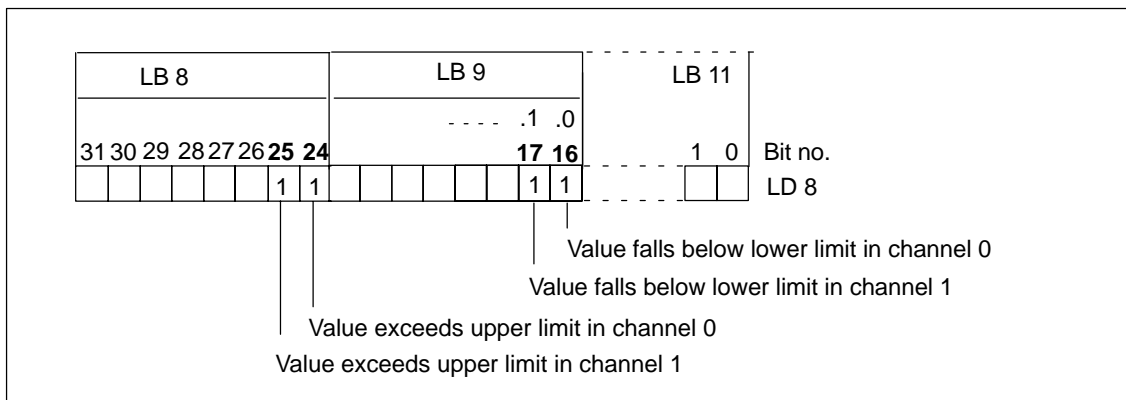 LB 8 LB 9 LB 11
- - - - .1 .0
31 30 29 28 27 26 25 24 17 16 1 0 Bit no.
1 1 1 1 LD 8
Value falls below lower limit in channel 0
Value falls below lower limit in channel 1
Value exceeds upper limit in channel 0
Value exceeds upper limit in channel 1